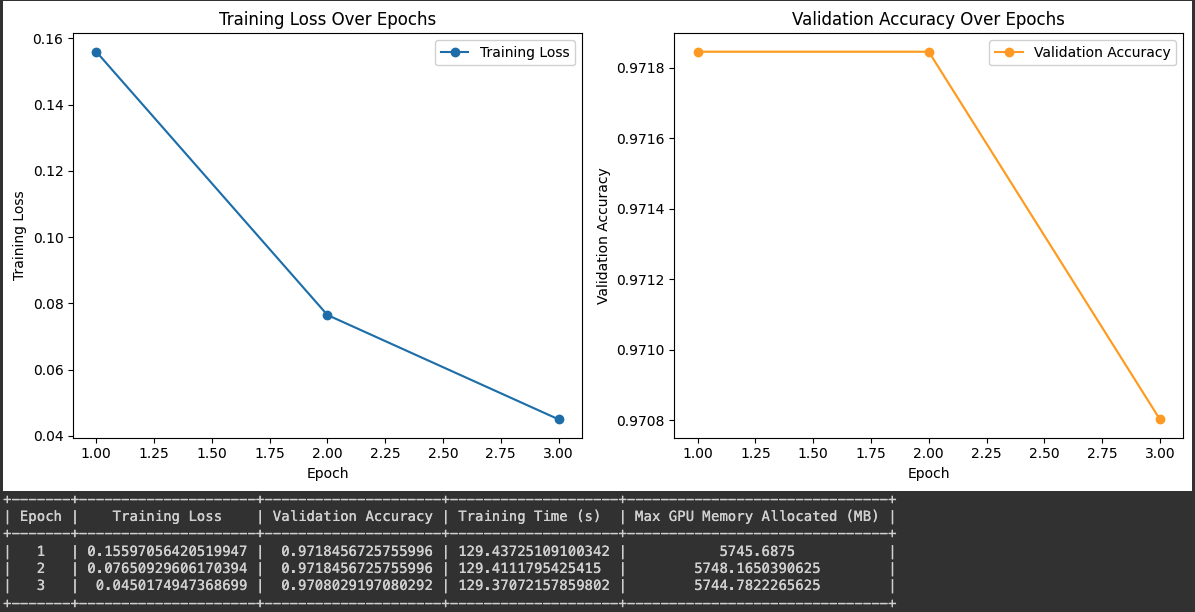 Training Loss Over Epochs
Training Loss
0.16
0.14
0.12
0.10
0.08
0.06
0.04
Training Loss
1.00 1.25 1.50 1.75 2.00 2.25 2.50 2.75 3.00
Epoch
Validation Accuracy Over Epochs
Validation Accuracy
0.9718
0.9716
0.9714
0.9712
0.9710
0.9708
Validation Accuracy
1.00 1.25 1.50 1.75 2.00 2.25 2.50 2.75 3.00
Epoch
| Epoch | Training Loss | Validation Accuracy | Training Time (s) | Max GPU Memory Allocated (MB) |
| 1 | 0.15597056420519947 | 0.9718456725755996 | 129.43725109100342 | 5745.6875 |
| 2 | 0.07650929606170394 | 0.9718456725755996 | 129.4111795425415 | 5748.1650390625 |
| 3 | 0.0450174947368699 | 0.9708029197080292 | 129.37072157859802 | 5744.7822265625 |